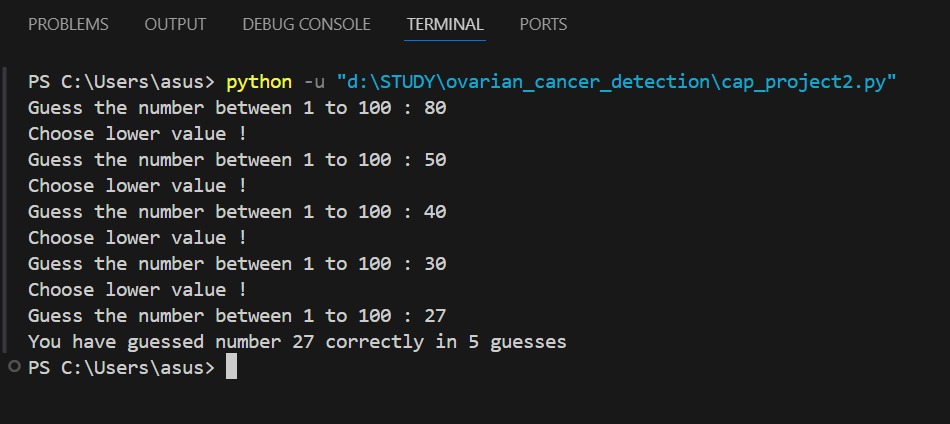 PROBLEMS OUTPUT DEBUG CONSOLE TERMINAL PORTS
PS C:\Users\asus> python -u "d:\STUDY\ovarian_cancer_detection\cap_project2.py"
Guess the number between 1 to 100 : 80
Choose lower value !
Guess the number between 1 to 100 : 50
Choose lower value !
Guess the number between 1 to 100 : 40
Choose lower value !
Guess the number between 1 to 100 : 30
Choose lower value !
Guess the number between 1 to 100 : 27
You have guessed number 27 correctly in 5 guesses
PS C:\Users\asus>